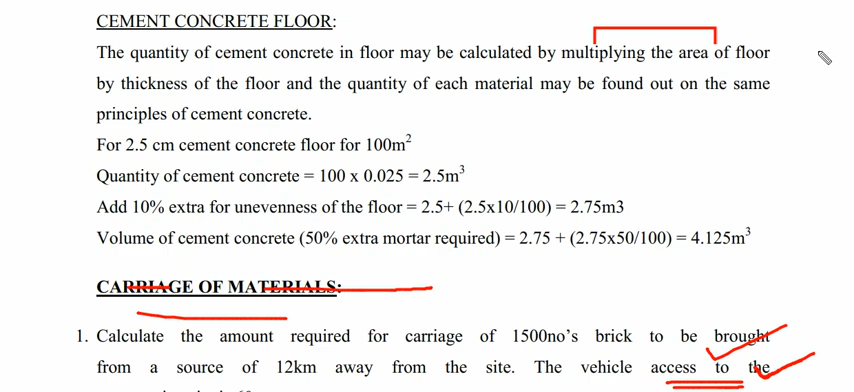 CEMENT CONCRETE FLOOR:
The quantity of cement concrete in floor may be calculated by multiplying the area of floor
by thickness of the floor and the quantity of each material may be found out on the same
principles of cement concrete.
For 2.5 cm cement concrete floor for 100m²
Quantity of cement concrete = 100 x 0.025 = 2.5m³
Add 10% extra for unevenness of the floor = 2.5+ (2.5x10/100) = 2.75m3
Volume of cement concrete (50% extra mortar required) = 2.75 + (2.75x50/100) = 4.125m³
CARRIAGE OF MATERIALS:
1. Calculate the amount required for carriage of 1500no's brick to be brought
from a source of 12km away from the site. The vehicle access to the